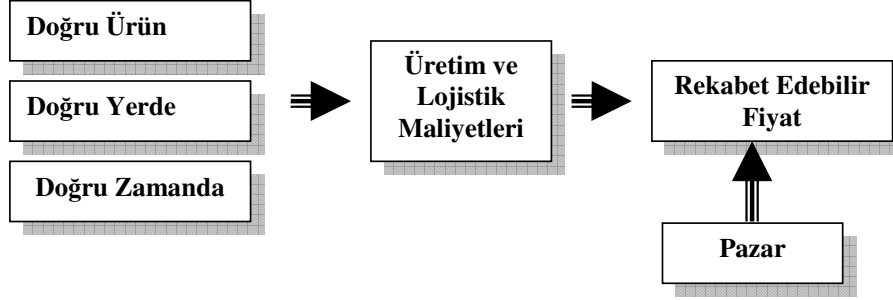 Doğru Ürün
Doğru Yerde
Doğru Zamanda
Üretim ve
Lojistik
Maliyetleri
Rekabet Edebilir
Fiyat
Pazar